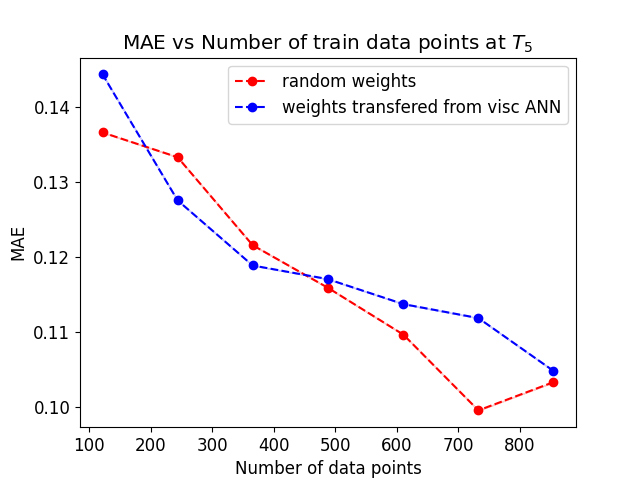 MAE vs Number of train data points at $T_5$
random weights
weights transfered from visc ANN
0.14
0.13
0.12
0.11
0.10
MAE
100 200 300 400 500 600 700 800
Number of data points